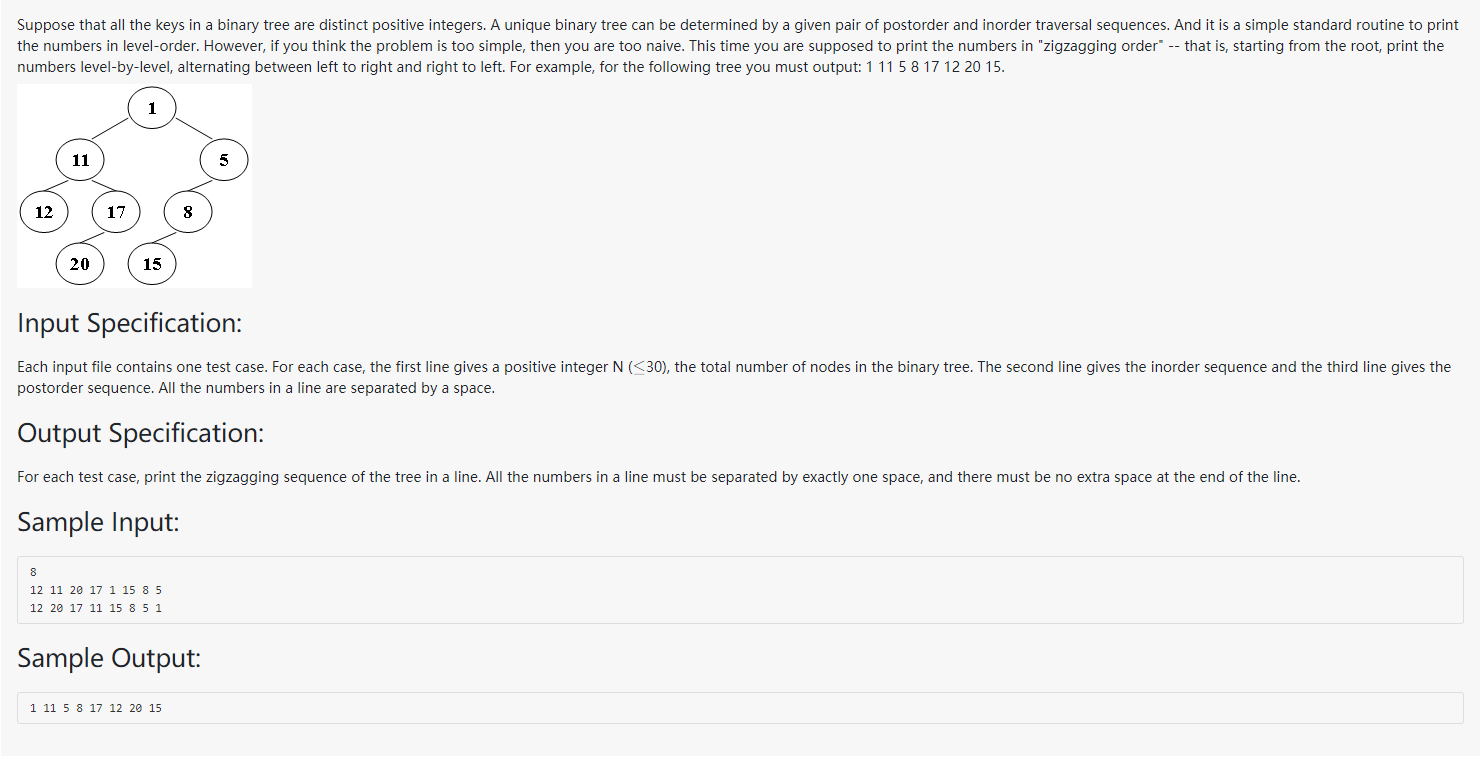 Suppose that all the keys in a binary tree are distinct positive integers. A unique binary tree can be determined by a given pair of postorder and inorder traversal sequences. And it is a simple standard routine to print
the numbers in level-order. However, if you think the problem is too simple, then you are too naive. This time you are supposed to print the numbers in "zigzagging order" -- that is, starting from the root, print the
numbers level-by-level, alternating between left to right and right to left. For example, for the following tree you must output: 1 11 5 8 17 12 20 15.
1
11 5
12 17 8
20 15
Input Specification:
Each input file contains one test case. For each case, the first line gives a positive integer N (≤30), the total number of nodes in the binary tree. The second line gives the inorder sequence and the third line gives the
postorder sequence. All the numbers in a line are separated by a space.
Output Specification:
For each test case, print the zigzagging sequence of the tree in a line. All the numbers in a line must be separated by exactly one space, and there must be no extra space at the end of the line.
Sample Input:
8
12 11 20 17 1 15 8 5
12 20 17 11 15 8 5 1
Sample Output:
1 11 5 8 17 12 20 15